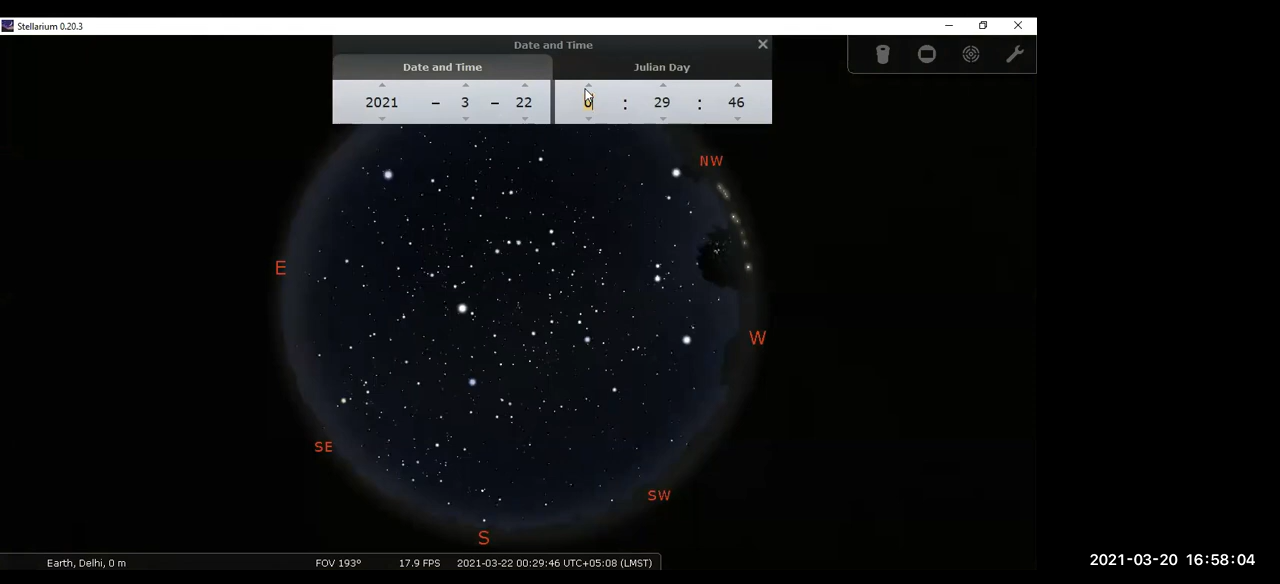 Stellarium 0.20.3
Date and Time
Date and Time Julian Day
2021 - 3 - 22 0 : 29 : 46
NW
E
W
SE
SW
S
Earth, Delhi, 0 m FOV 193° 17.9 FPS 2021-03-22 00:29:46 UTC+05:08 (LMST)
2021-03-20 16:58:04